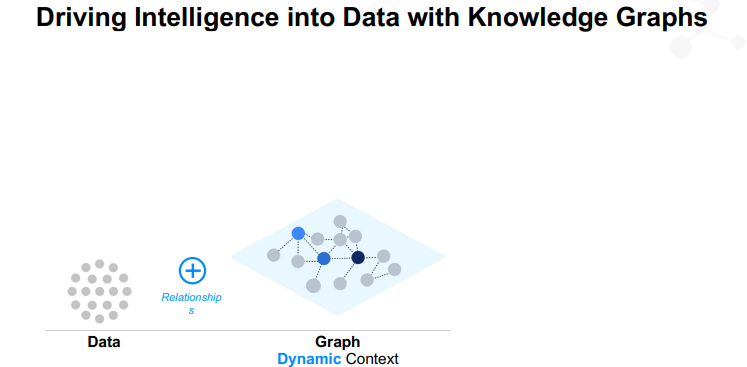 Driving Intelligence into Data with Knowledge Graphs
Relationship
s
Data
Graph
Dynamic Context